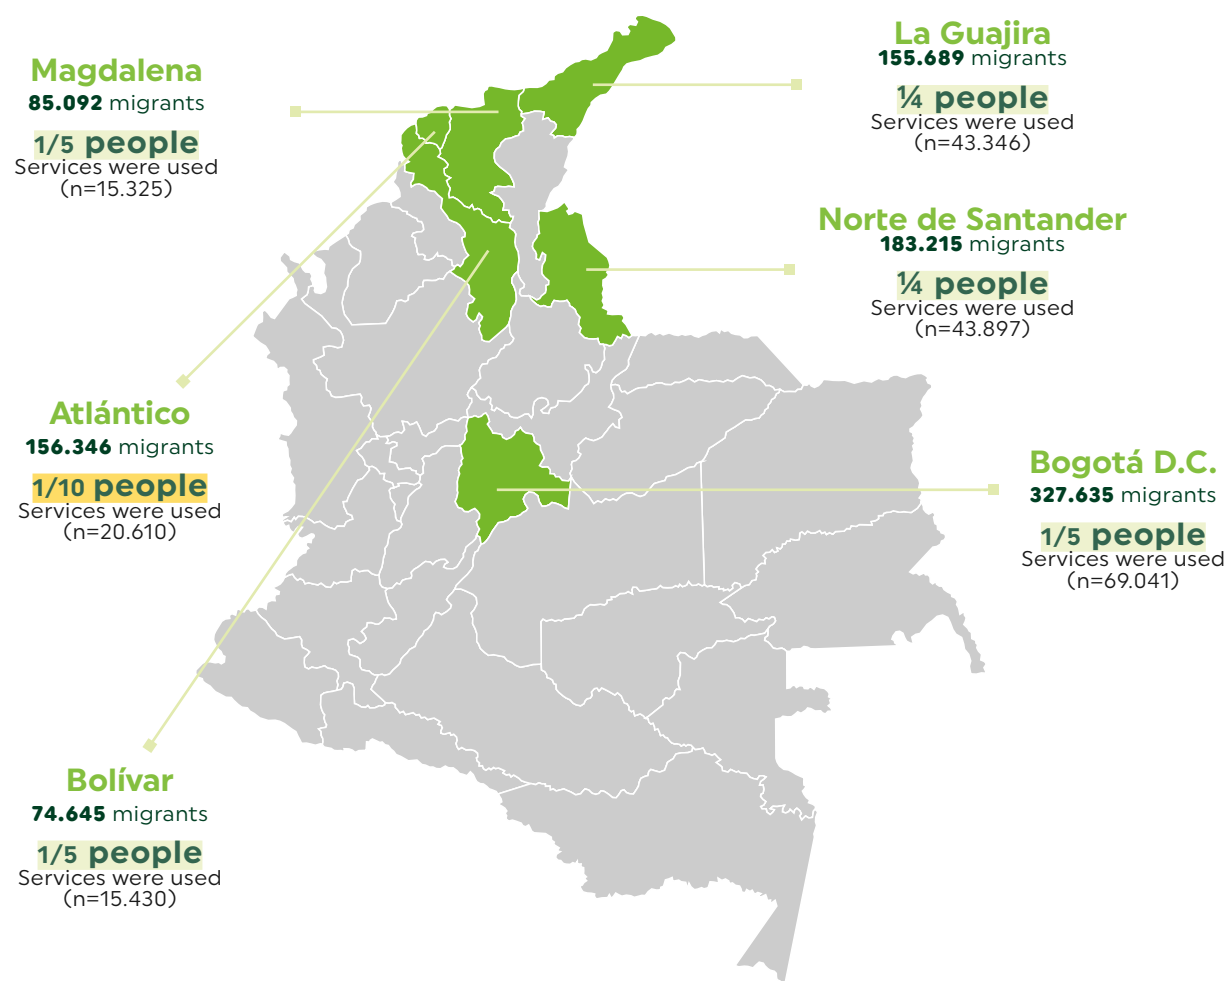 Magdalena
85.092 migrants
1/5 people
Services were used
(n=15.325)
La Guajira
155.689 migrants
¼ people
Services were used
(n=43.346)
Norte de Santander
183.215 migrants
¼ people
Services were used
(n=43.897)
Atlántico
156.346 migrants
1/10 people
Services were used
(n=20.610)
Bogotá D.C.
327.635 migrants
1/5 people
Services were used
(n=69.041)
Bolívar
74.645 migrants
1/5 people
Services were used
(n=15.430)